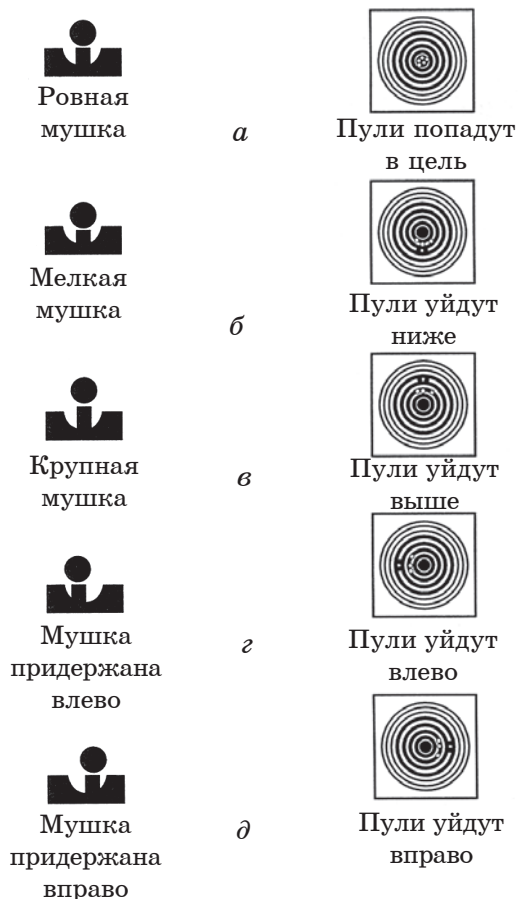 Ровная
мушка
а
Пули попадут
в цель
Мелкая
мушка
б
Пули уйдут
ниже
Крупная
мушка
в
Пули уйдут
выше
Мушка
придержана
влево
г
Пули уйдут
влево
Мушка
придержана
вправо
д
Пули уйдут
вправо